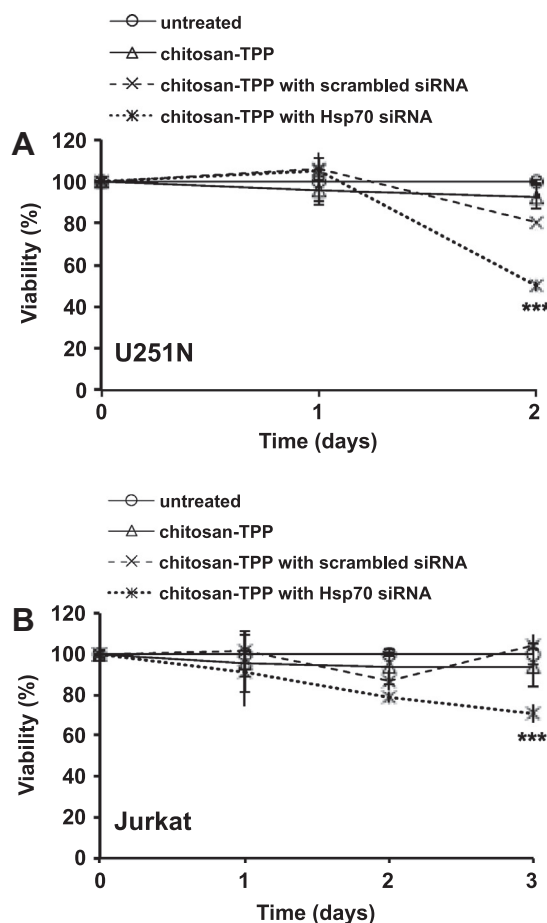 untreated
chitosan-TPP
chitosan-TPP with scrambled siRNA
chitosan-TPP with Hsp70 siRNA
A
120
100
80
60
40
20
0
Viability (%)
U251N
***
0 1 2
Time (days)
untreated
chitosan-TPP
chitosan-TPP with scrambled siRNA
chitosan-TPP with Hsp70 siRNA
B
120
100
80
60
40
20
0
Viability (%)
Jurkat
***
0 1 2 3
Time (days)